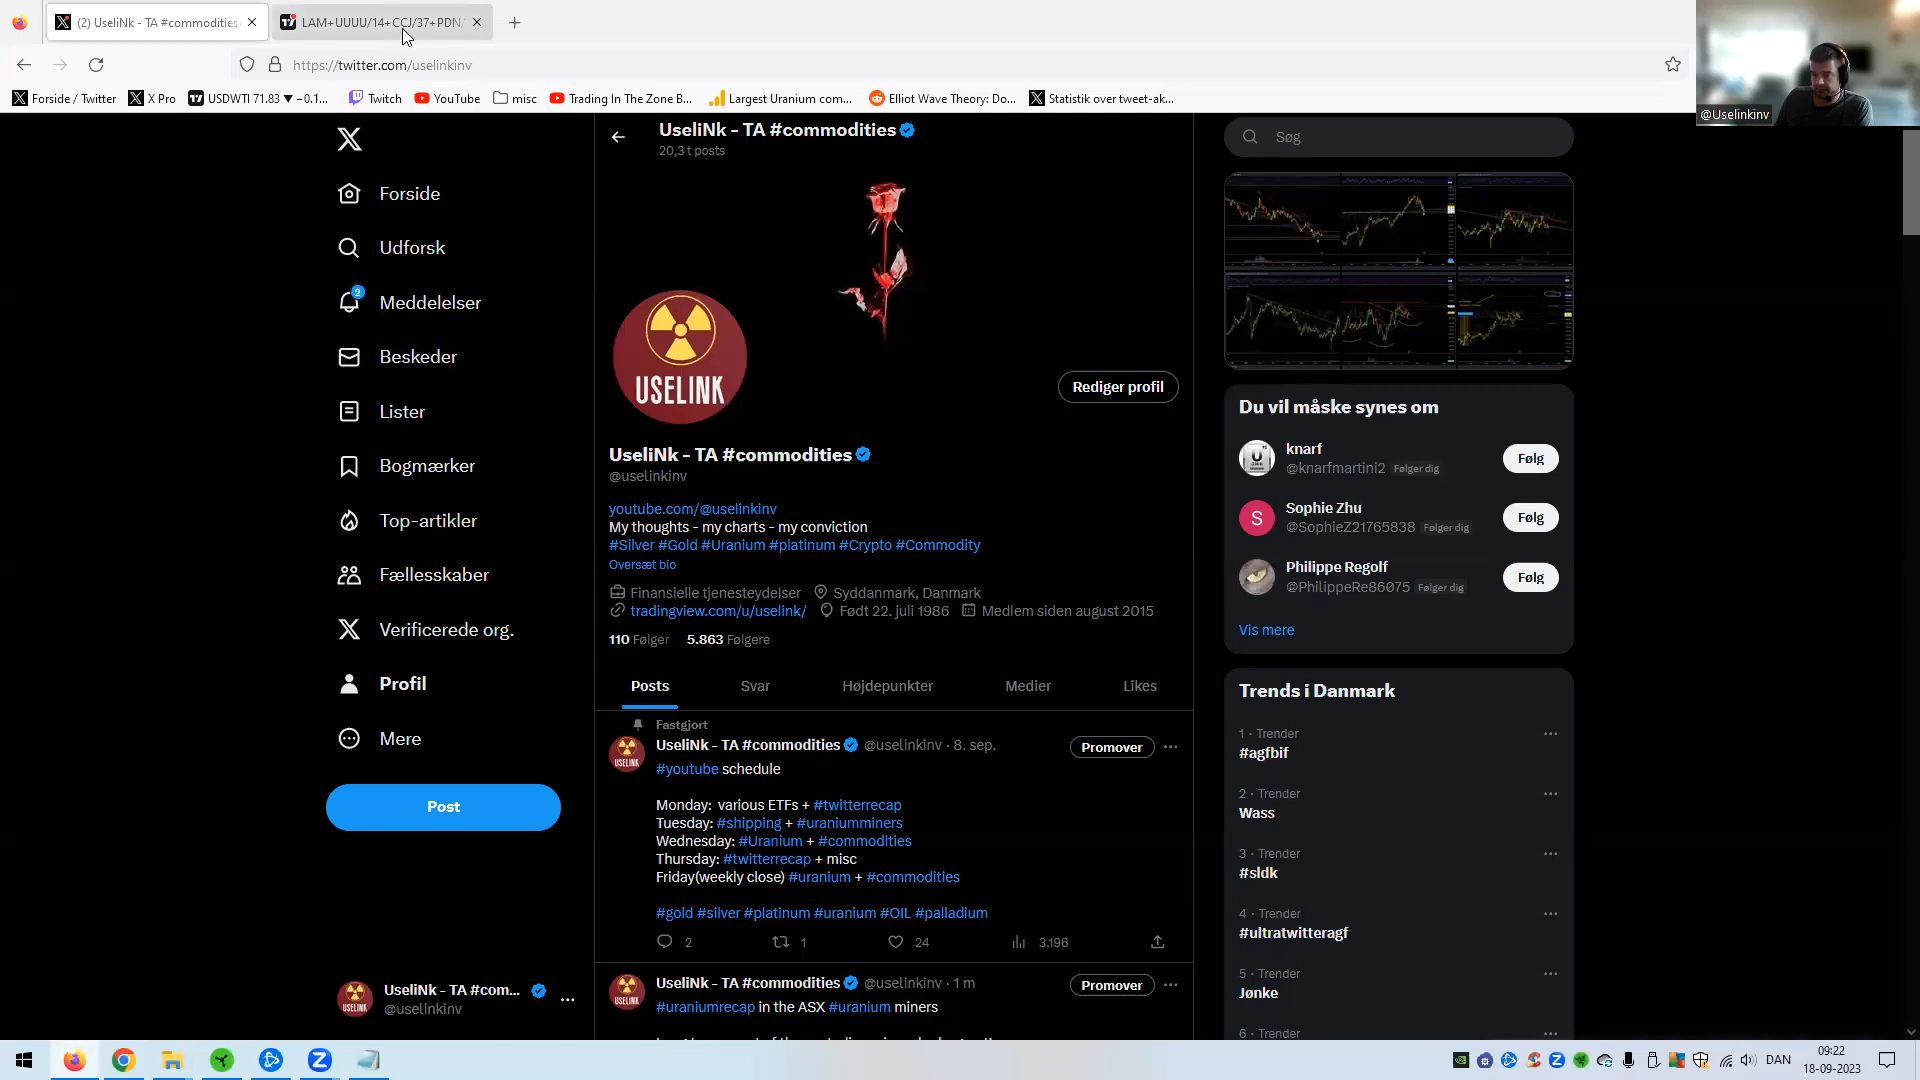 (2) UseliNk - TA #commodities
LAM+UUUU/14+CCJ/37+PDN/
https://twitter.com/uselinkinv
Forside / Twitter
X Pro
USDWTI 71.83 ▼ −0.1...
Twitch
YouTube
misc
Trading In The Zone B...
Largest Uranium com...
Elliot Wave Theory: Do...
Statistik over tweet-ak...
@Uselinkinv
Forside
Udforsk
2
Meddelelser
Beskeder
Lister
Bogmærker
Top-artikler
Fællesskaber
Verificerede org.
Profil
Mere
Post
UseliNk - TA #com...
@uselinkinv
UseliNk - TA #commodities
20,3 t posts
USELINK
Rediger profil
UseliNk - TA #commodities
@uselinkinv
youtube.com/@uselinkinv
My thoughts - my charts - my conviction
#Silver #Gold #Uranium #platinum #Crypto #Commodity
Oversæt bio
Finansielle tjenesteydelser Syddanmark, Danmark
tradingview.com/u/uselink/ Født 22. juli 1986 Medlem siden august 2015
110 Følger 5.863 Følgere
Posts Svar Højdepunkter Medier Likes
Fastgjort
UseliNk - TA #commodities @uselinkinv · 8. sep.
Promover
#youtube schedule
Monday: various ETFs + #twitterrecap
Tuesday: #shipping + #uraniumminers
Wednesday: #Uranium + #commodities
Thursday: #twitterrecap + misc
Friday(weekly close) #uranium + #commodities
#gold #silver #platinum #uranium #OIL #palladium
2 1 24 3.196
UseliNk - TA #commodities @uselinkinv · 1 m
Promover
#uraniumrecap in the ASX #uranium miners
Søg
Du vil måske synes om
knarf
@knarfmartini2 Følger dig
Følg
Sophie Zhu
@SophieZ21765838 Følger dig
Følg
Philippe Regolf
@PhilippeRe86075 Følger dig
Følg
Vis mere
Trends i Danmark
1 · Trender
#agfbif
2 · Trender
Wass
3 · Trender
#sldk
4 · Trender
#ultratwitteragf
5 · Trender
Jønke
6 · Trender
DAN
09:22
18-09-2023